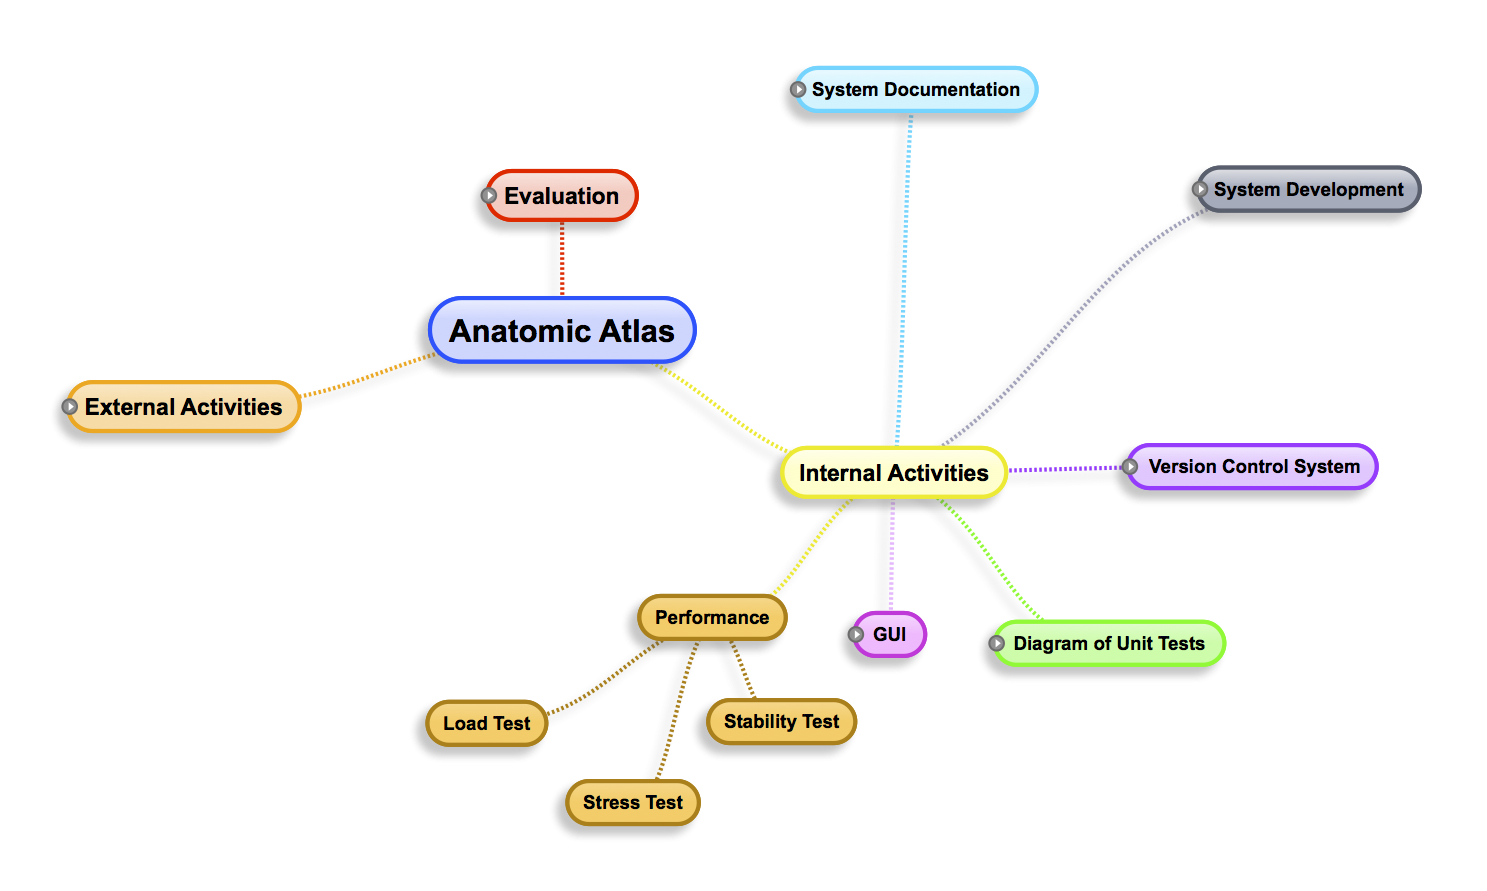 System Documentation
System Development
Evaluation
Anatomic Atlas
External Activities
Internal Activities
Version Control System
Performance
GUI
Diagram of Unit Tests
Load Test
Stability Test
Stress Test